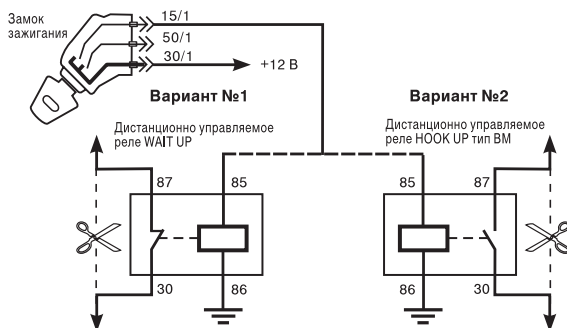 Замок
зажигания
15/1
50/1
30/1
+12 В
Вариант №1
Вариант №2
Дистанционно управляемое
реле WAIT UP
Дистанционно управляемое
реле HOOK UP тип ВМ
87
85
85
87
30
86
86
30